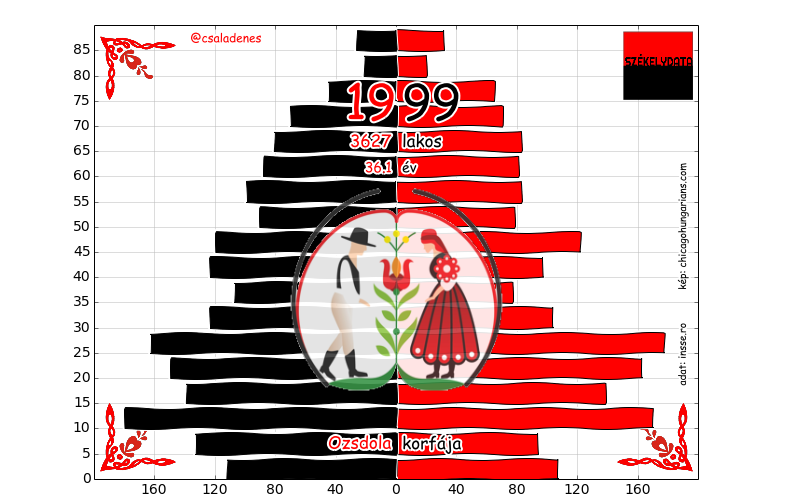 @csaladenes
SZÉKELYDATA
1999
3627 lakos
36.1 év
kép: chicagohungarians.com
adat: insse.ro
Ozsdola korfája
85
80
75
70
65
60
55
50
45
40
35
30
25
20
15
10
5
0
160 120 80 40 0 40 80 120 160